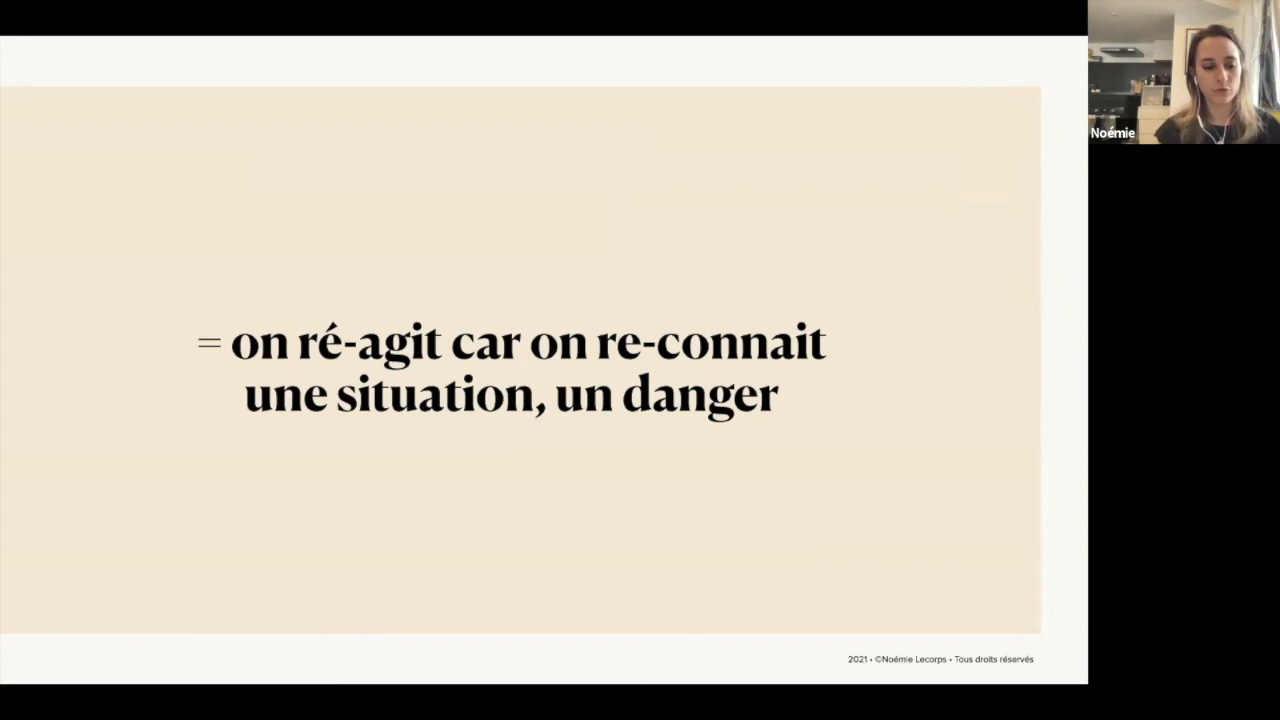 = on ré-agit car on re-connait
une situation, un danger
2021 • ©Noémie Lecorps • Tous droits réservés
Noémie